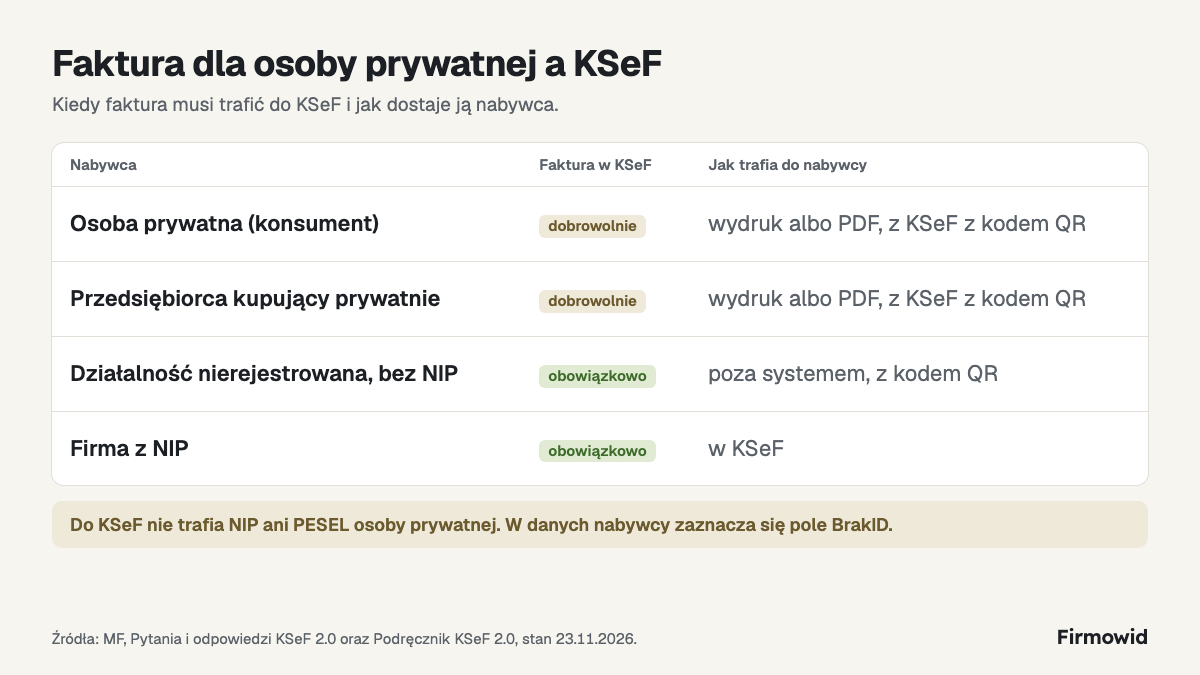 Faktura dla osoby prywatnej a KSeF
Kiedy faktura musi trafić do KSeF i jak dostaje ją nabywca.
Nabywca Faktura w KSeF Jak trafia do nabywcy
Osoba prywatna (konsument) dobrowolnie wydruk albo PDF, z KSeF z kodem QR
Przedsiębiorca kupujący prywatnie dobrowolnie wydruk albo PDF, z KSeF z kodem QR
Działalność nierejestrowana, bez NIP obowiązkowo poza systemem, z kodem QR
Firma z NIP obowiązkowo w KSeF
Do KSeF nie trafia NIP ani PESEL osoby prywatnej. W danych nabywcy zaznacza się pole BrakID.
Źródła: MF, Pytania i odpowiedzi KSeF 2.0 oraz Podręcznik KSeF 2.0, stan 23.11.2026.
Firmowid